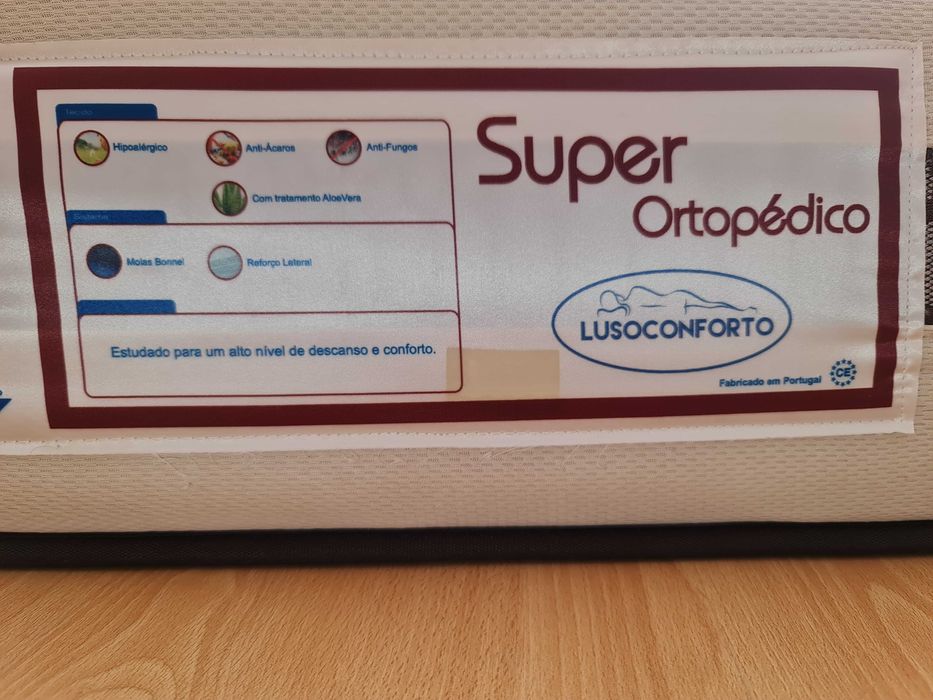 Tecido
Hipoalérgico
Anti-Ácaros
Anti-Fungos
Com tratamento AloeVera
Sistema
Molas Bonnel
Reforço Lateral
Estudado para um alto nível de descanso e conforto.
Super
Ortopédico
LUSOCONFORTO
Fabricado em Portugal
CE